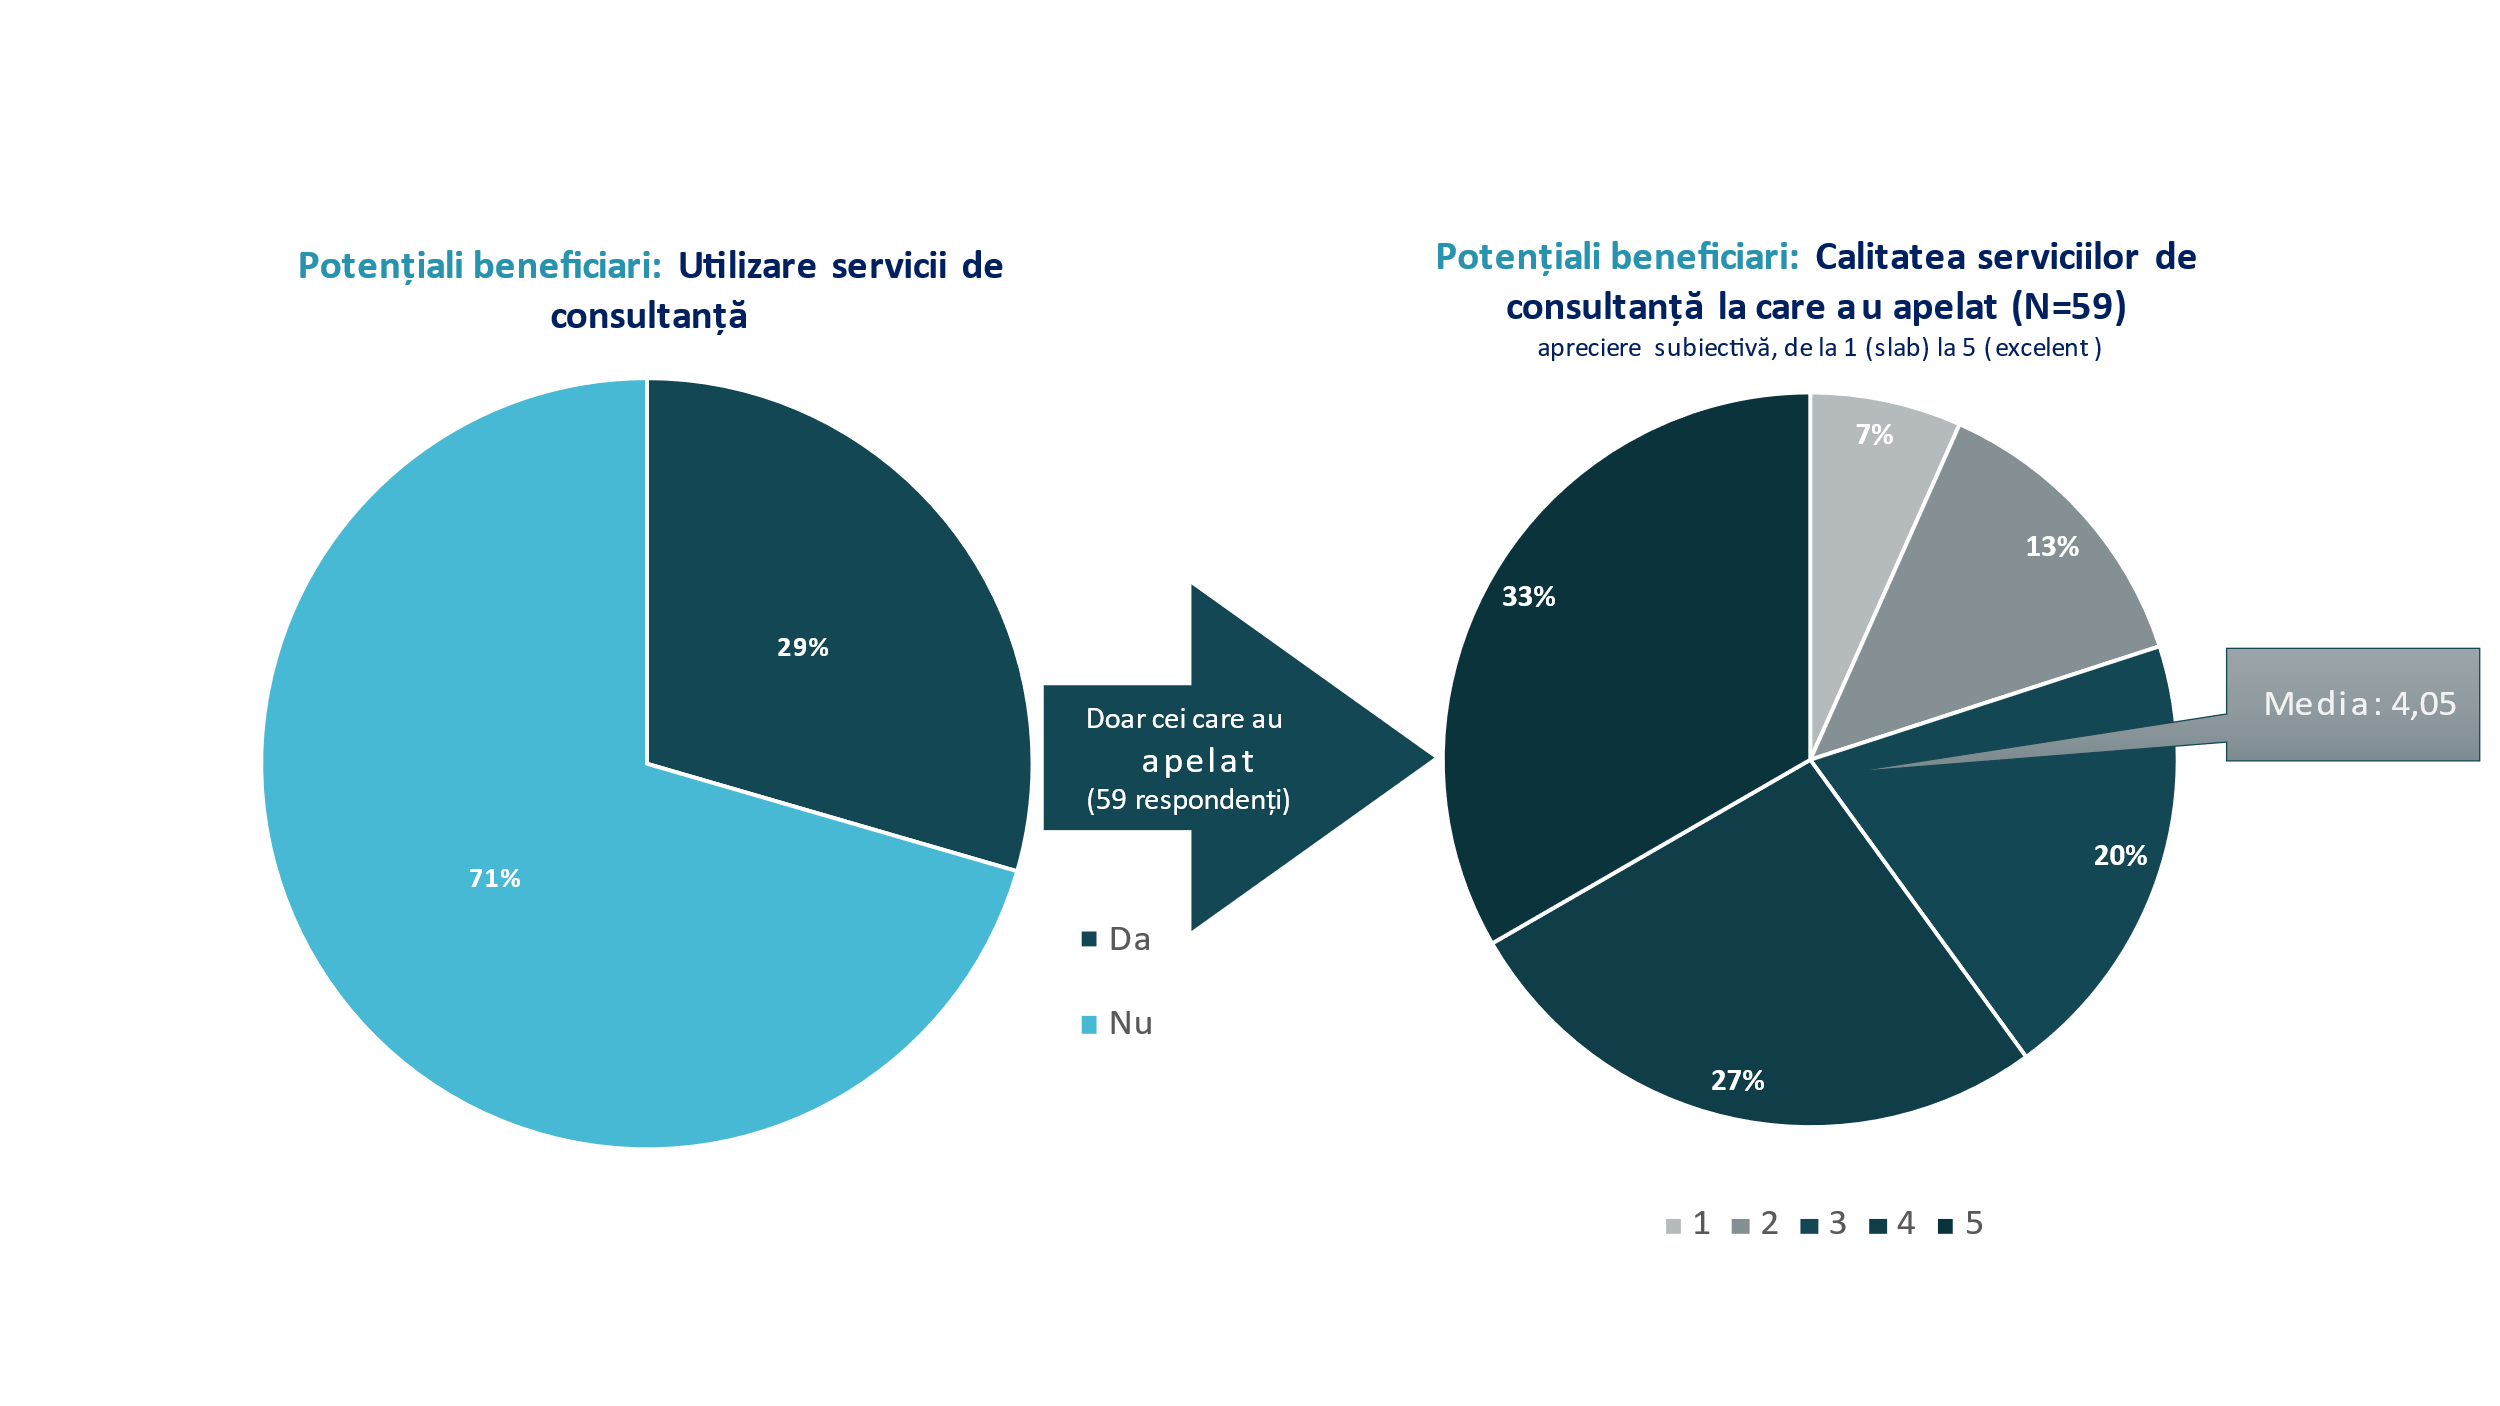 Potențiali beneficiari: Utilizare servicii de
consultanță
29%
71%
Doar cei care au
apelat
(59 respondenți)
Da
Nu
Potențiali beneficiari: Calitatea serviciilor de
consultanță la care au apelat (N=59)
apreciere subiectivă, de la 1 (slab) la 5 (excelent)
7%
13%
33%
Media: 4,05
20%
27%
1 2 3 4 5